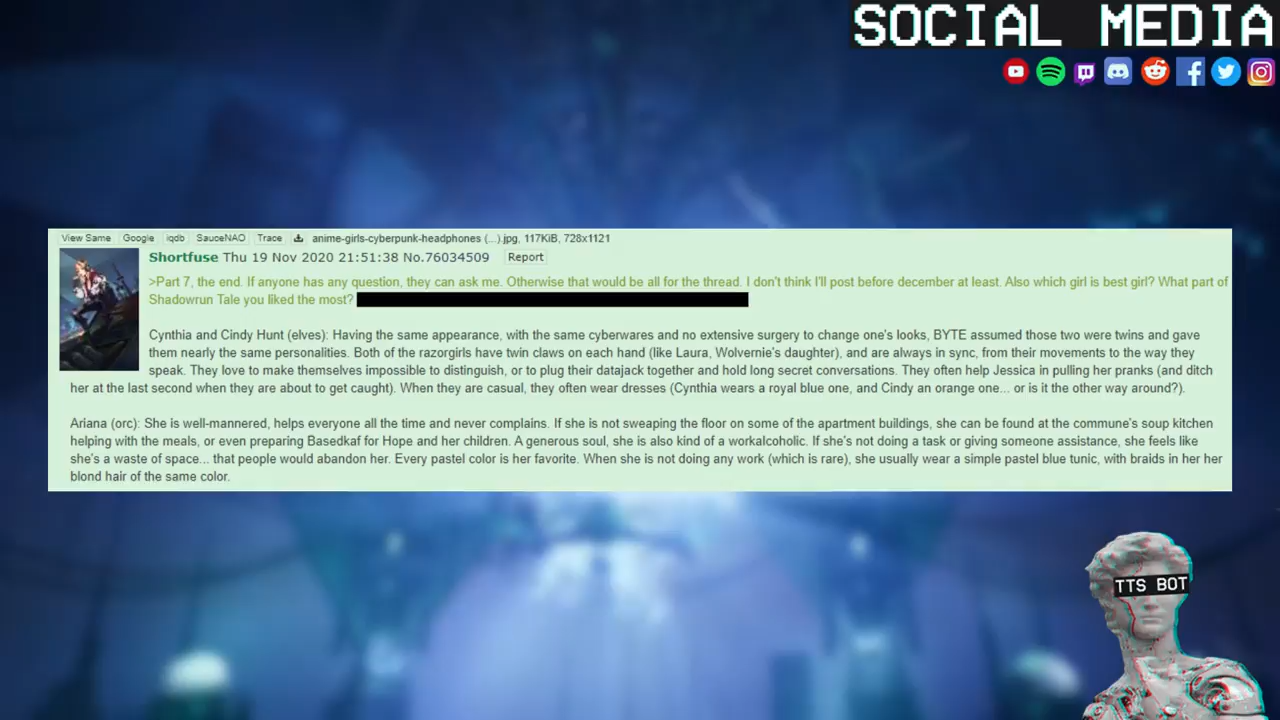 SOCIAL MEDIA
View Same Google iqdb SauceNAO Trace anime-girls-cyberpunk-headphones (...).jpg, 117KiB, 728x1121
Shortfuse Thu 19 Nov 2020 21:51:38 No.76034509 Report
>Part 7, the end. If anyone has any question, they can ask me. Otherwise that would be all for the thread. I don't think I'll post before december at least. Also which girl is best girl? What part of
Shadowrun Tale you liked the most?
Cynthia and Cindy Hunt (elves): Having the same appearance, with the same cyberwares and no extensive surgery to change one's looks, BYTE assumed those two were twins and gave
them nearly the same personalities. Both of the razorgirls have twin claws on each hand (like Laura, Wolvernie's daughter), and are always in sync, from their movements to the way they
speak. They love to make themselves impossible to distinguish, or to plug their datajack together and hold long secret conversations. They often help Jessica in pulling her pranks (and ditch
her at the last second when they are about to get caught). When they are casual, they often wear dresses (Cynthia wears a royal blue one, and Cindy an orange one... or is it the other way around?).
Ariana (orc): She is well-mannered, helps everyone all the time and never complains. If she is not sweeping the floor on some of the apartment buildings, she can be found at the commune's soup kitchen
helping with the meals, or even preparing Basedkaf for Hope and her children. A generous soul, she is also kind of a workalcoholic. If she's not doing a task or giving someone assistance, she feels like
she's a waste of space... that people would abandon her. Every pastel color is her favorite. When she is not doing any work (which is rare), she usually wear a simple pastel blue tunic, with braids in her her
blond hair of the same color.
TTS BOT